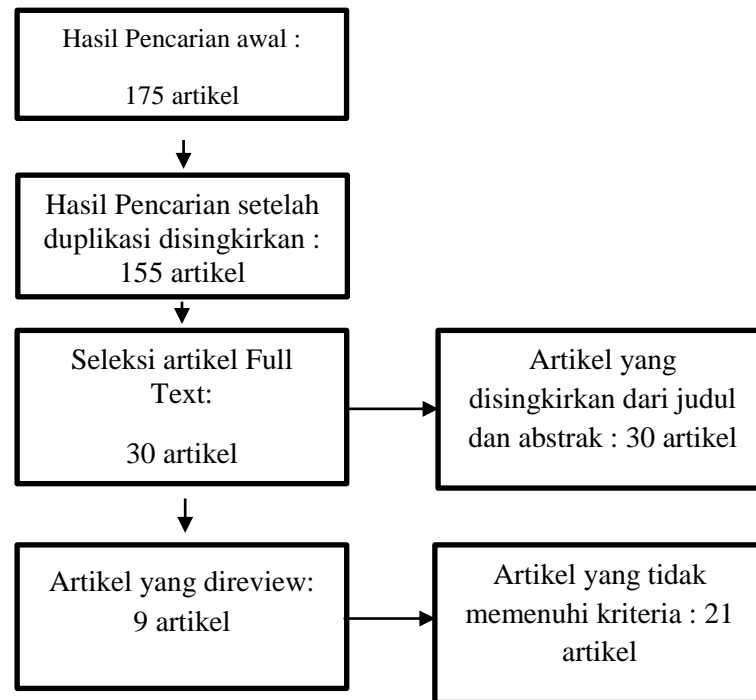 Hasil Pencarian awal :
175 artikel
Hasil Pencarian setelah
duplikasi disingkirkan :
155 artikel
Seleksi artikel Full
Text:
30 artikel
Artikel yang
disingkirkan dari judul
dan abstrak : 30 artikel
Artikel yang direview:
9 artikel
Artikel yang tidak
memenuhi kriteria : 21
artikel